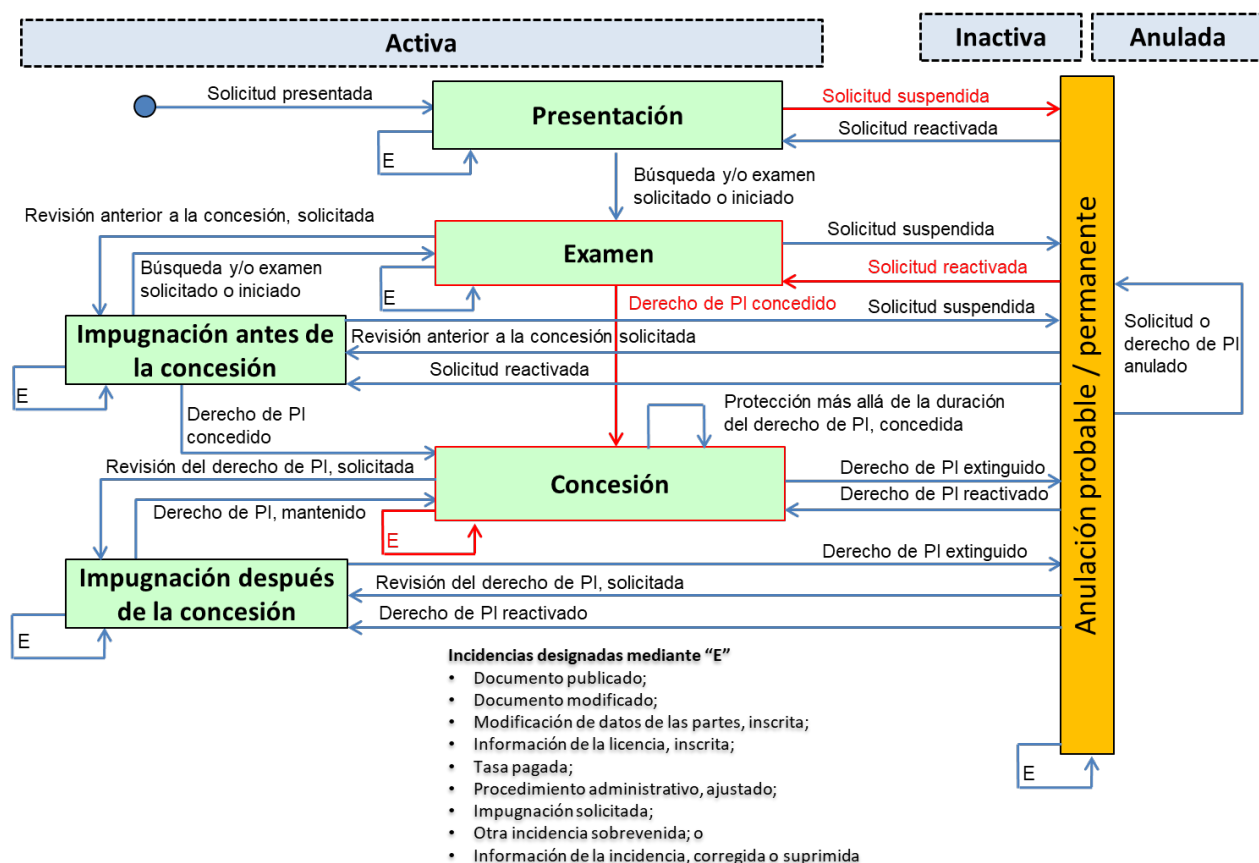 Activa
Inactiva
Anulada
Solicitud presentada
Presentación
Solicitud suspendida
Solicitud reactivada
E
Búsqueda y/o examen
solicitado o iniciado
Revisión anterior a la concesión, solicitada
Examen
Solicitud suspendida
Búsqueda y/o examen
solicitado o iniciado
E
Solicitud reactivada
Derecho de PI concedido
Solicitud suspendida
Impugnación antes de
la concesión
Revisión anterior a la concesión solicitada
Solicitud reactivada
E
Solicitud o
derecho de PI
anulado
Anulación probable / permanente
Derecho de PI
concedido
Protección más allá de la duración
del derecho de PI, concedida
Revisión del derecho de PI, solicitada
Concesión
Derecho de PI extinguido
Derecho de PI reactivado
Derecho de PI, mantenido
E
Derecho de PI extinguido
Impugnación después
de la concesión
Revisión del derecho de PI, solicitada
Derecho de PI reactivado
E
Incidencias designadas mediante “E”
• Documento publicado;
• Documento modificado;
• Modificación de datos de las partes, inscrita;
• Información de la licencia, inscrita;
• Tasa pagada;
• Procedimiento administrativo, ajustado;
• Impugnación solicitada;
• Otra incidencia sobrevenida; o
• Información de la incidencia, corregida o suprimida
E